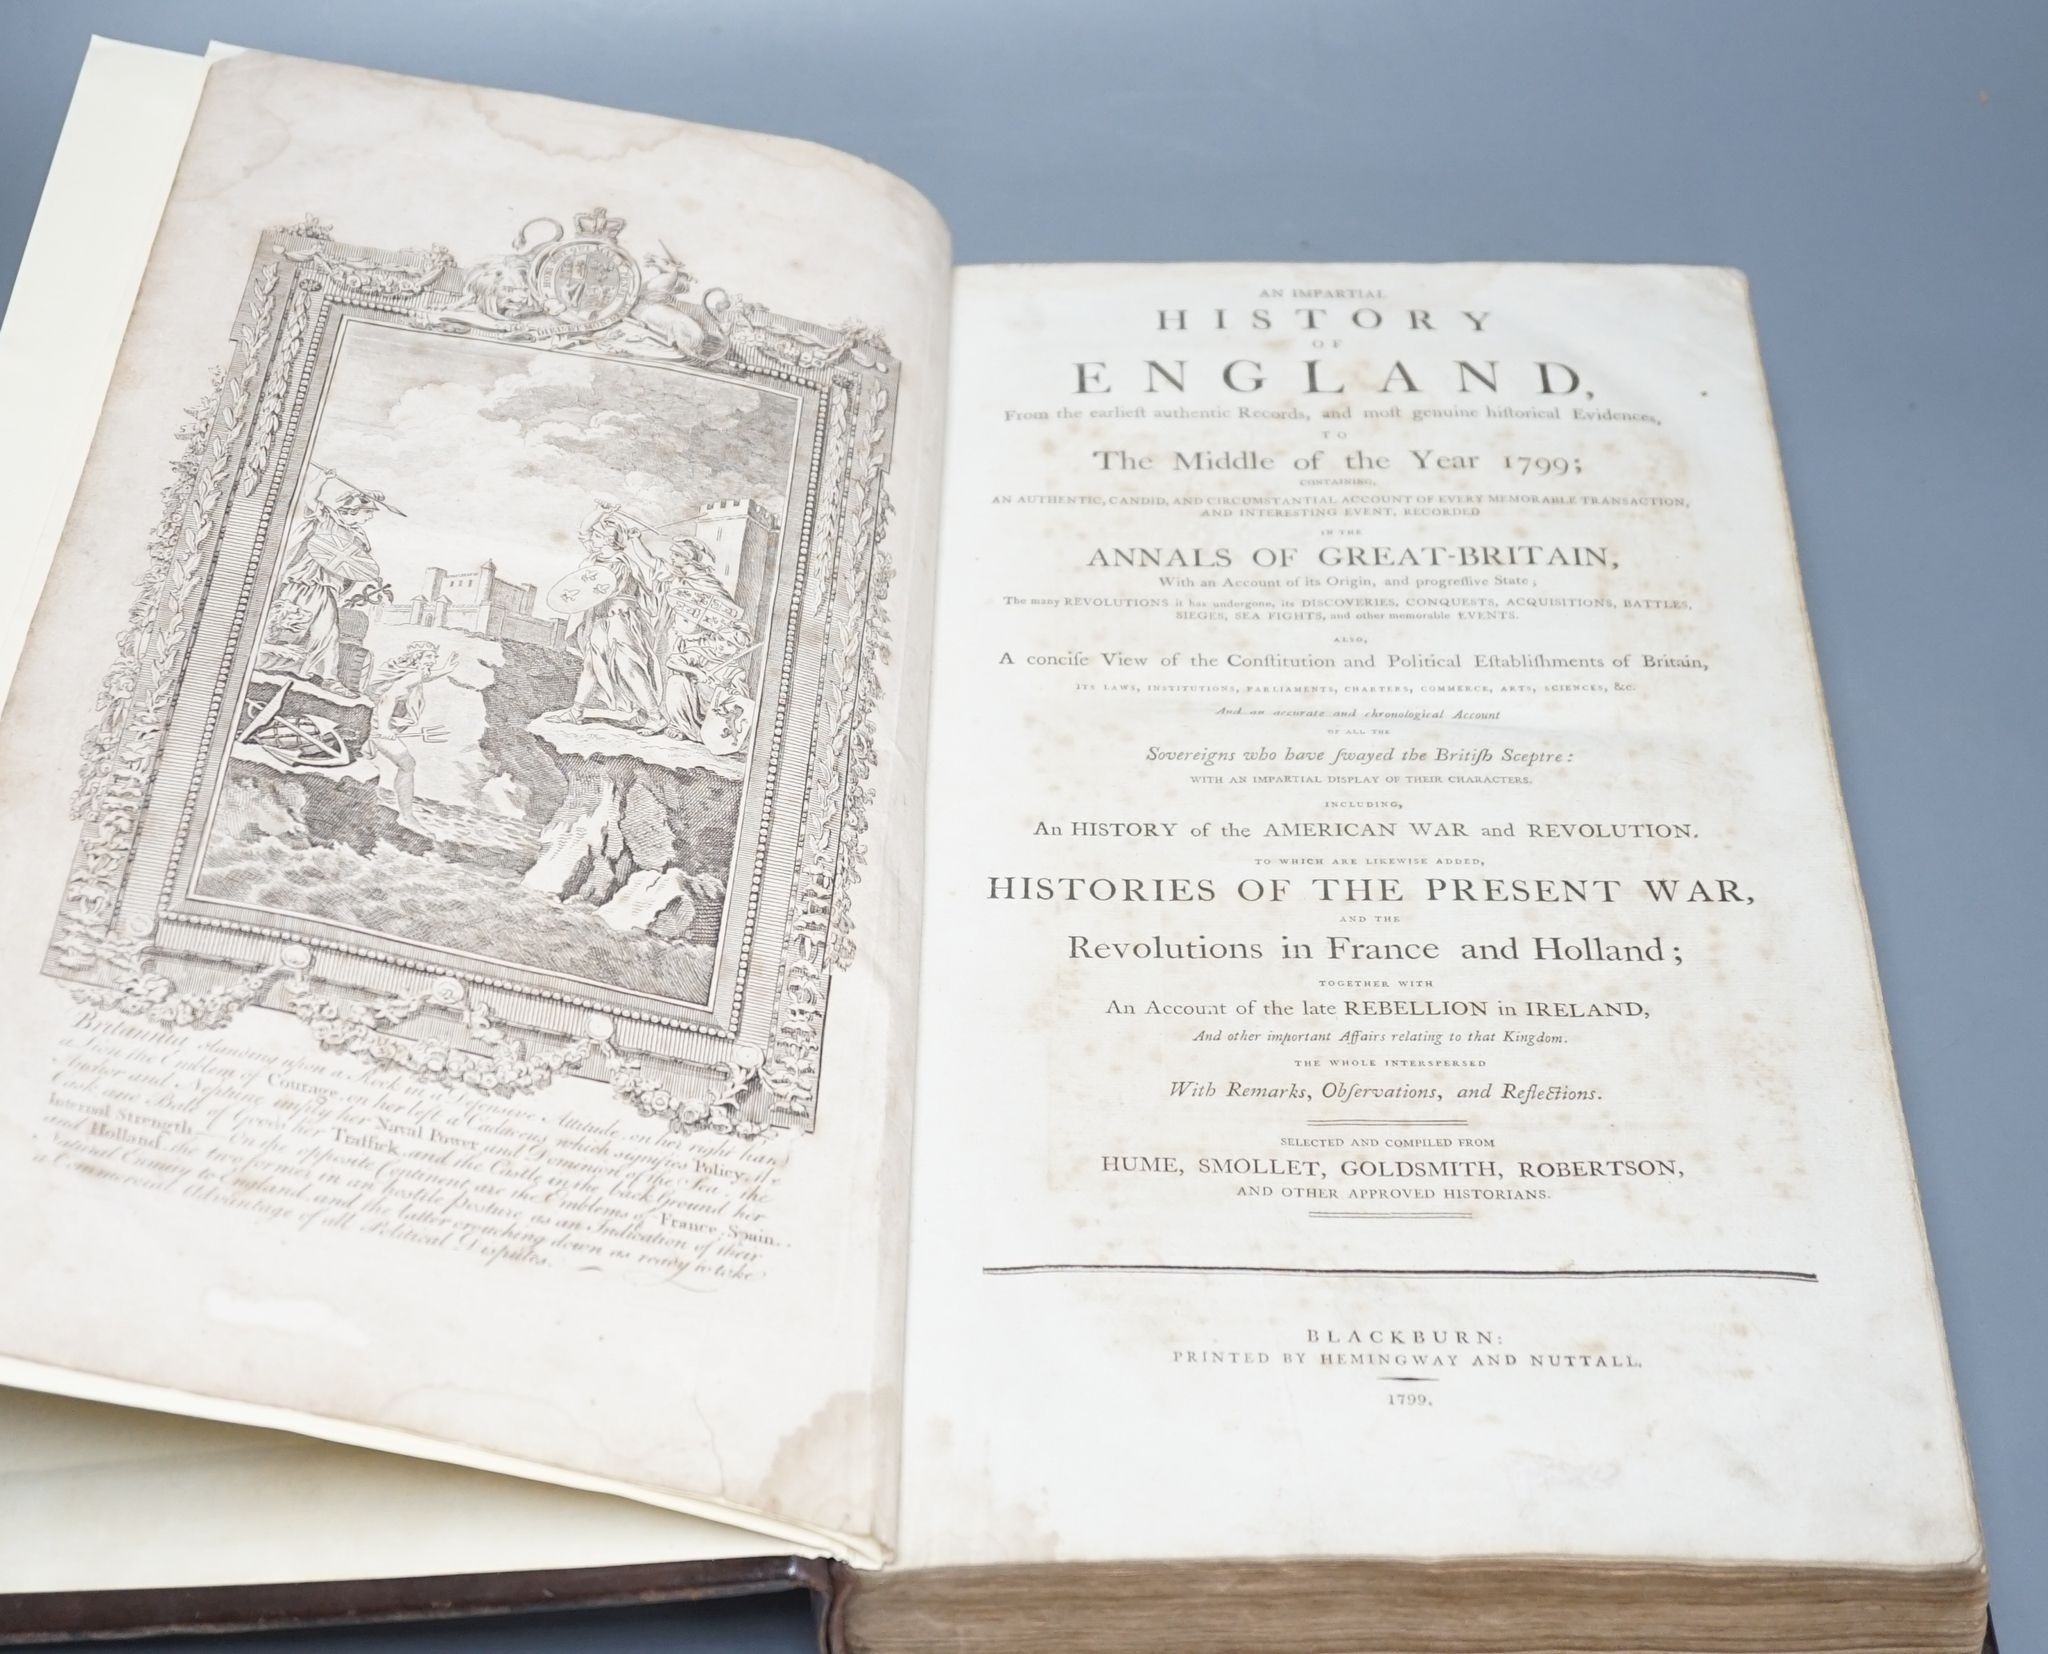 Britannia standing upon a Rock in a Defensive Attitude, on her right hand
a Lion the Emblem of Courage, on her left a Caduceus which signifies Policy, the
Anchor and Neptune imply her Naval Power and Domenion of the Sea, the
Cask and Bale of Goods her Traffick, and the Castle in the back Ground her
Internal Strength On the opposite Continent are the Emblems of France, Spain
and Holland, the two former in an hostile posture as an Indication of their
Natural Enmity to England, and the latter crouching down as ready to take
a Commercial Advantage of all Political Disputes.
AN IMPARTIAL
HISTORY
OF
ENGLAND,
From the earlieſt authentic Records, and moſt genuine hiſtorical Evidences,
TO
The Middle of the Year 1799;
CONTAINING,
AN AUTHENTIC, CANDID, AND CIRCUMSTANTIAL ACCOUNT OF EVERY MEMORABLE TRANSACTION,
AND INTERESTING EVENT, RECORDED
IN THE
ANNALS OF GREAT-BRITAIN,
With an Account of its Origin, and progreſſive State;
The many REVOLUTIONS it has undergone, its DISCOVERIES, CONQUESTS, ACQUISITIONS, BATTLES,
SIEGES, SEA FIGHTS, and other memorable EVENTS.
ALSO,
A conciſe View of the Conſtitution and Political Eſtabliſhments of Britain,
ITS LAWS, INSTITUTIONS, PARLIAMENTS, CHARTERS, COMMERCE, ARTS, SCIENCES, &c.
And an accurate and chronological Account
OF ALL THE
Sovereigns who have ſwayed the Britiſh Sceptre:
WITH AN IMPARTIAL DISPLAY OF THEIR CHARACTERS.
INCLUDING,
An HISTORY of the AMERICAN WAR and REVOLUTION.
TO WHICH ARE LIKEWISE ADDED,
HISTORIES OF THE PRESENT WAR,
AND THE
Revolutions in France and Holland;
TOGETHER WITH
An Account of the late REBELLION in IRELAND,
And other important Affairs relating to that Kingdom.
THE WHOLE INTERSPERSED
With Remarks, Obſervations, and Reflections.
SELECTED AND COMPILED FROM
HUME, SMOLLET, GOLDSMITH, ROBERTSON,
AND OTHER APPROVED HISTORIANS.
BLACKBURN:
PRINTED BY HEMINGWAY AND NUTTALL.
1799.